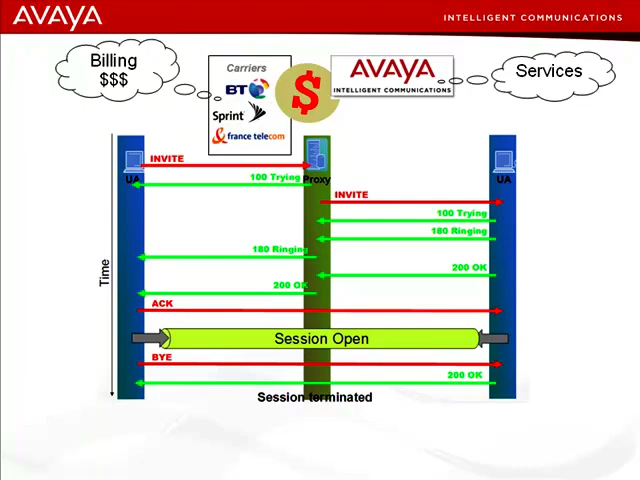 AVAYA
INTELLIGENT COMMUNICATIONS
Billing
$$$
Carriers
BT
Sprint
& france telecom
$
AVAYA
INTELLIGENT COMMUNICATIONS
Services
UA
Proxy
UA
INVITE
100 Trying
INVITE
100 Trying
180 Ringing
180 Ringing
200 OK
200 OK
Time
ACK
Session Open
BYE
200 OK
Session terminated